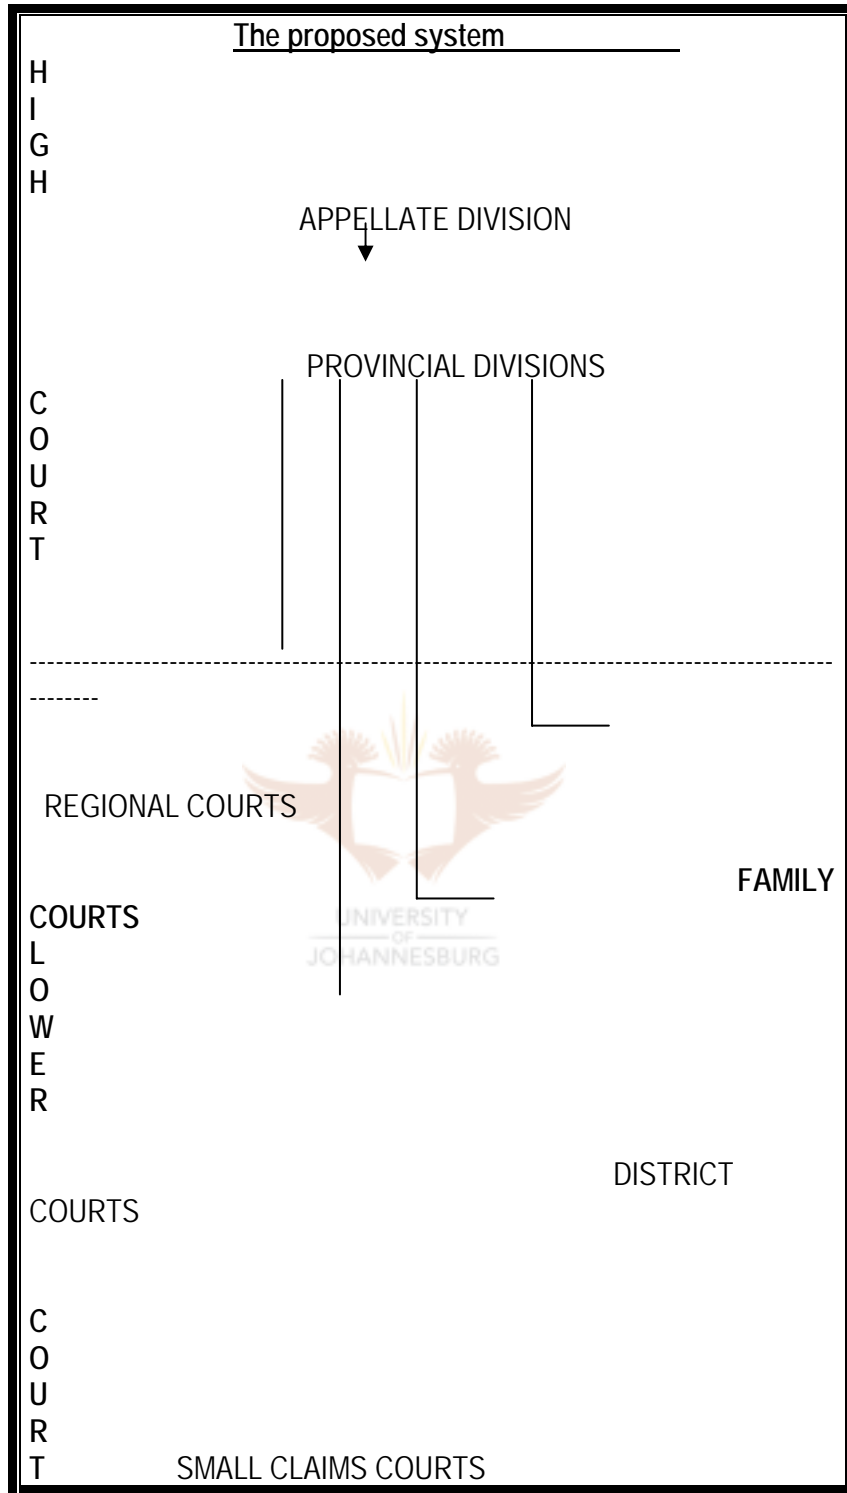 The proposed system
H
I
G
H
APPELLATE DIVISION
PROVINCIAL DIVISIONS
C
O
U
R
T
--------------------------------------------------------------------------------------------
--------
REGIONAL COURTS
FAMILY
COURTS
UNIVERSITY
OF
JOHANNESBURG
L
O
W
E
R
DISTRICT
COURTS
C
O
U
R
T SMALL CLAIMS COURTS